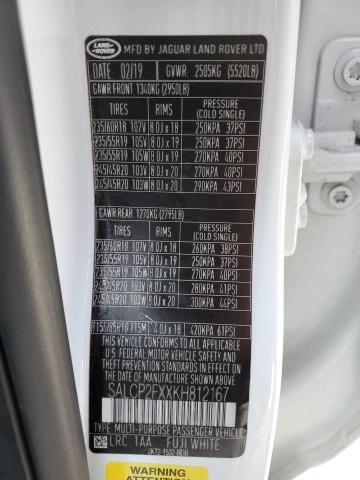 LAND ROVER
MFD BY JAGUAR LAND ROVER LTD
DATE 02/19 GVWR: 2505KG (5520LB)
GAWR FRONT 1340KG (2950LB)
TIRES RIMS PRESSURES (COLD SINGLE)
235/60R18 107V 8.0J x 18 250KPA 37PSI
235/55R19 105V 8.0J x 19 250KPA 37PSI
235/55R19 105W 8.0J x 19 270KPA 40PSI
245/45R20 103V 8.0J x 20 270KPA 40PSI
245/45R20 103W 8.0J x 20 290KPA 43PSI
GAWR REAR 1270KG (2795LB)
TIRES RIMS PRESSURES (COLD SINGLE)
235/60R18 107V 8.0J x 18 260KPA 38PSI
235/55R19 105V 8.0J x 19 250KPA 37PSI
235/55R19 105W 8.0J x 19 270KPA 40PSI
245/45R20 103V 8.0J x 20 280KPA 41PSI
245/45R20 103W 8.0J x 20 300KPA 44PSI
T155/85R18 115M 4.0J x 18 420KPA 61PSI
THIS VEHICLE CONFORMS TO ALL APPLICABLE
U.S. FEDERAL MOTOR VEHICLE SAFETY, BUMPER, AND
THEFT PREVENTION STANDARDS IN EFFECT ON THE DATE
OF MANUFACTURE SHOWN ABOVE.
SALCP2FXXKH812167
TYPE: MULTI-PURPOSE PASSENGER VEHICLE
LRC 1AA FUJI WHITE
WARNING